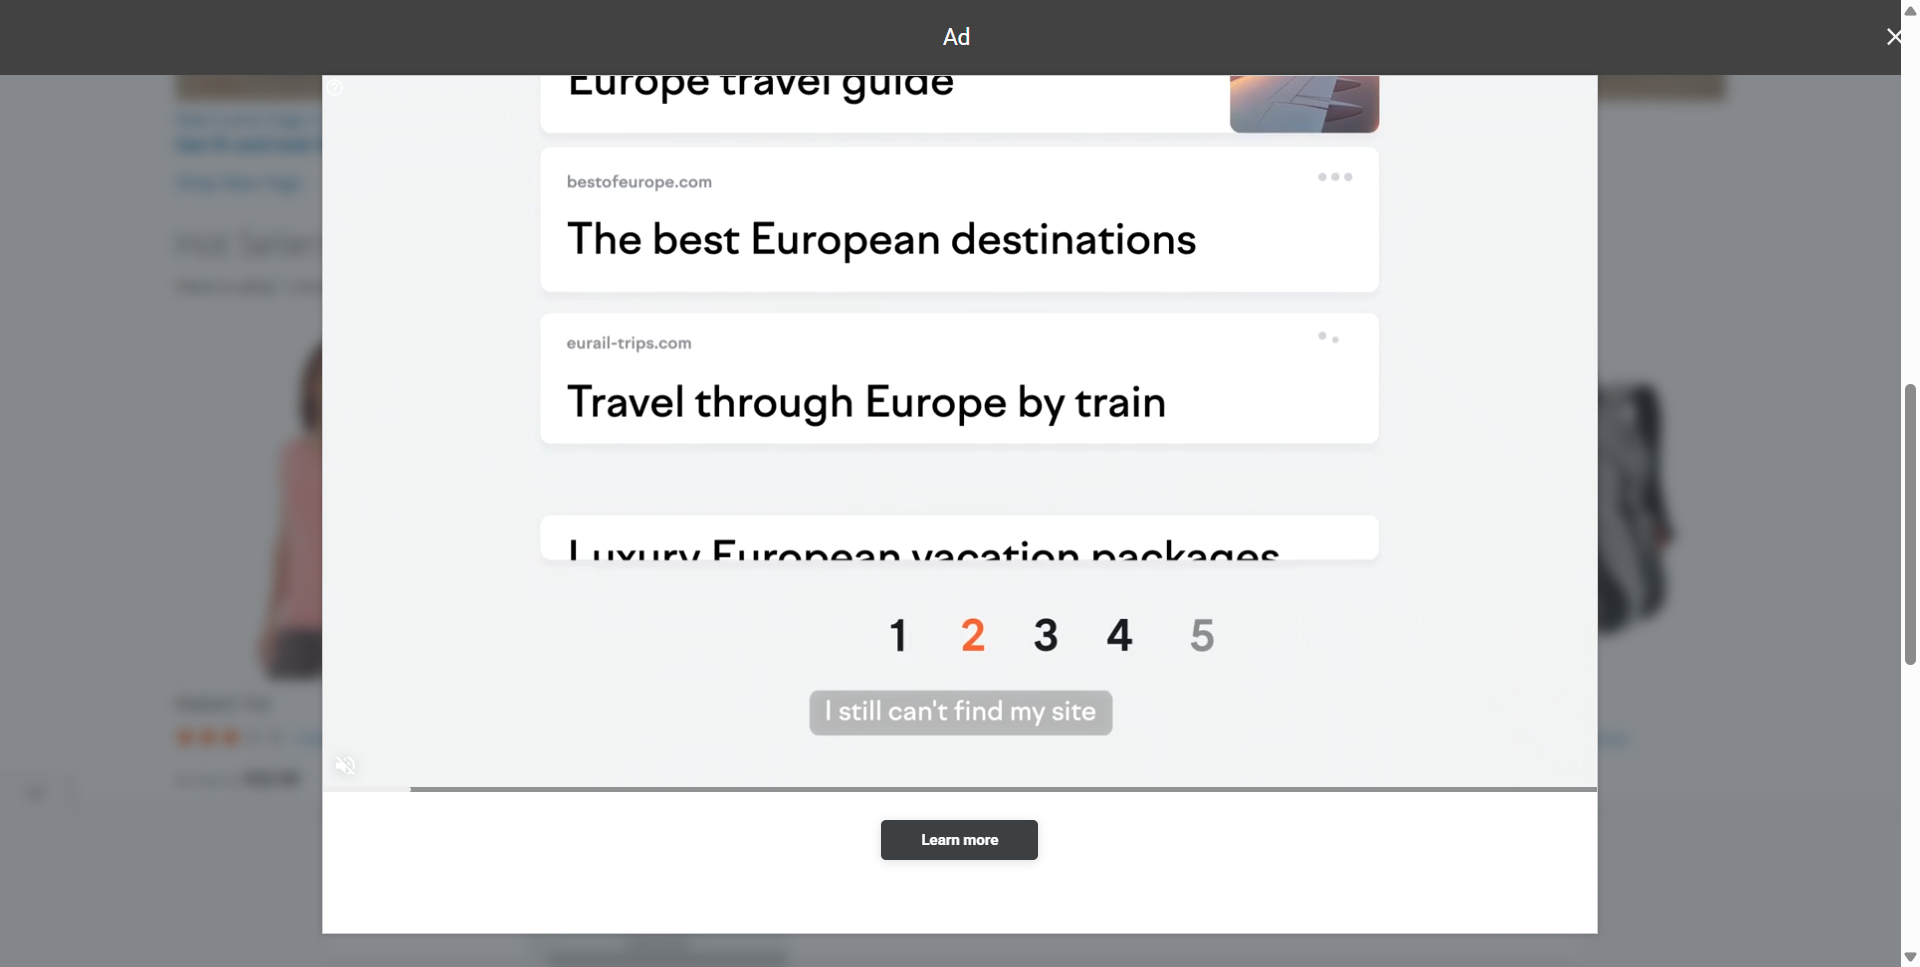 Ad
Europe travel guide
bestofeurope.com
The best European destinations
eurail-trips.com
Travel through Europe by train
Luxury European vacation packages
1 2 3 4 5
I still can't find my site
Learn more